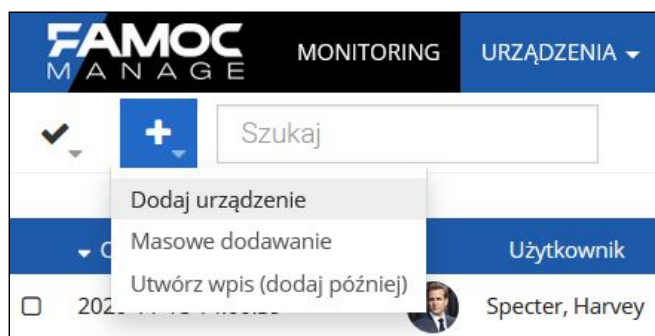 FAMOC
MANAGE
MONITORING
URZĄDZENIA
Szukaj
Dodaj urządzenie
Masowe dodawanie
Utwórz wpis (dodaj później)
Użytkownik
Specter, Harvey